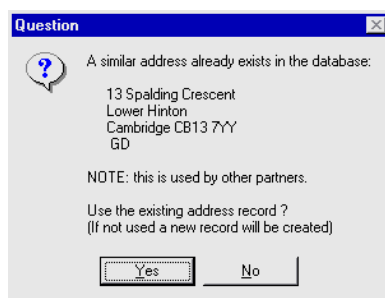 Question
A similar address already exists in the database:
13 Spalding Crescent
Lower Hinton
Cambridge CB13 7YY
GD
NOTE: this is used by other partners.
Use the existing address record ?
(If not used a new record will be created)
Yes
No